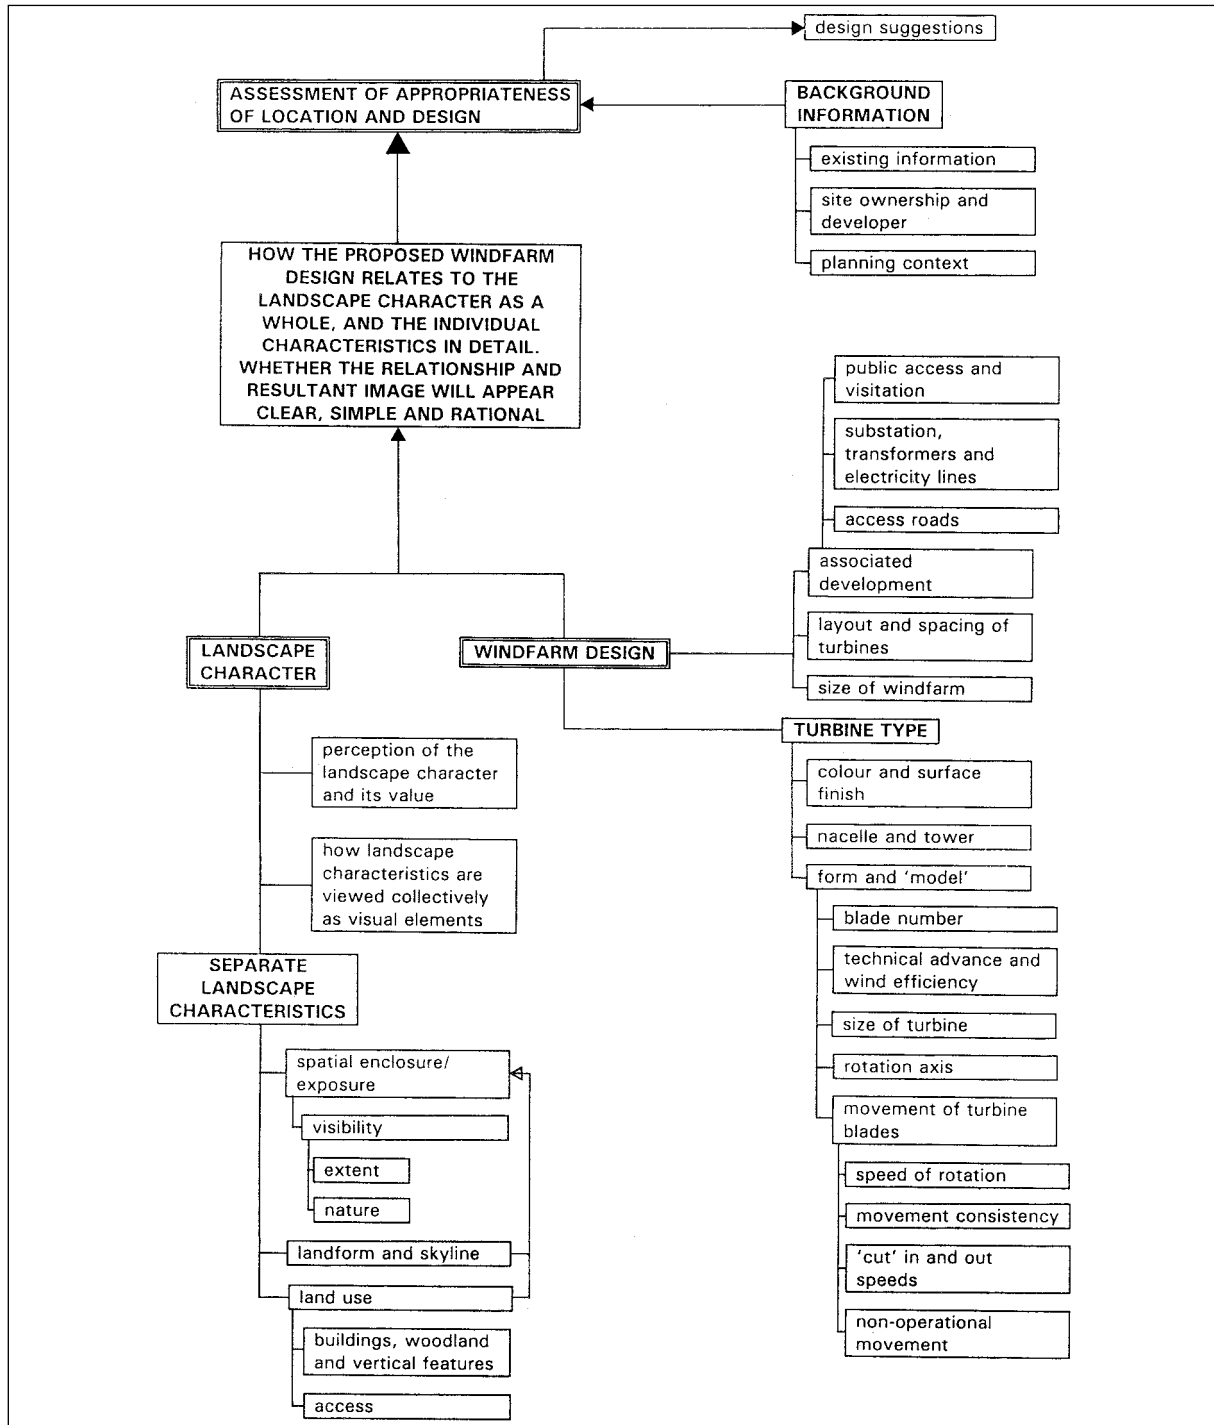 design suggestions
ASSESSMENT OF APPROPRIATENESS
OF LOCATION AND DESIGN
BACKGROUND
INFORMATION
existing information
site ownership and
developer
planning context
HOW THE PROPOSED WINDFARM
DESIGN RELATES TO THE
LANDSCAPE CHARACTER AS A
WHOLE, AND THE INDIVIDUAL
CHARACTERISTICS IN DETAIL.
WHETHER THE RELATIONSHIP AND
RESULTANT IMAGE WILL APPEAR
CLEAR, SIMPLE AND RATIONAL
public access and
visitation
substation,
transformers and
electricity lines
access roads
associated
development
layout and spacing of
turbines
size of windfarm
LANDSCAPE
CHARACTER
WINDFARM DESIGN
TURBINE TYPE
colour and surface
finish
nacelle and tower
form and ‘model’
blade number
technical advance and
wind efficiency
size of turbine
rotation axis
movement of turbine
blades
speed of rotation
movement consistency
‘cut’ in and out
speeds
non-operational
movement
perception of the
landscape character
and its value
how landscape
characteristics are
viewed collectively
as visual elements
SEPARATE
LANDSCAPE
CHARACTERISTICS
spatial enclosure/
exposure
visibility
extent
nature
landform and skyline
land use
buildings, woodland
and vertical features
access